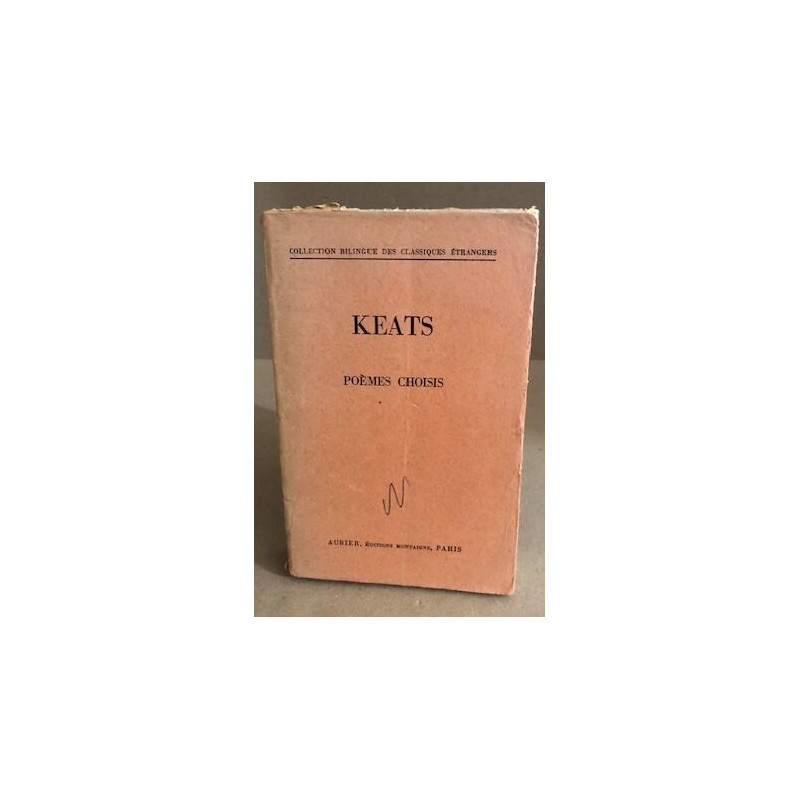 COLLECTION BILINGUE DES CLASSIQUES ÉTRANGERS
KEATS
POÈMES CHOISIS
AUBIER, ÉDITIONS MONTAIGNE, PARIS